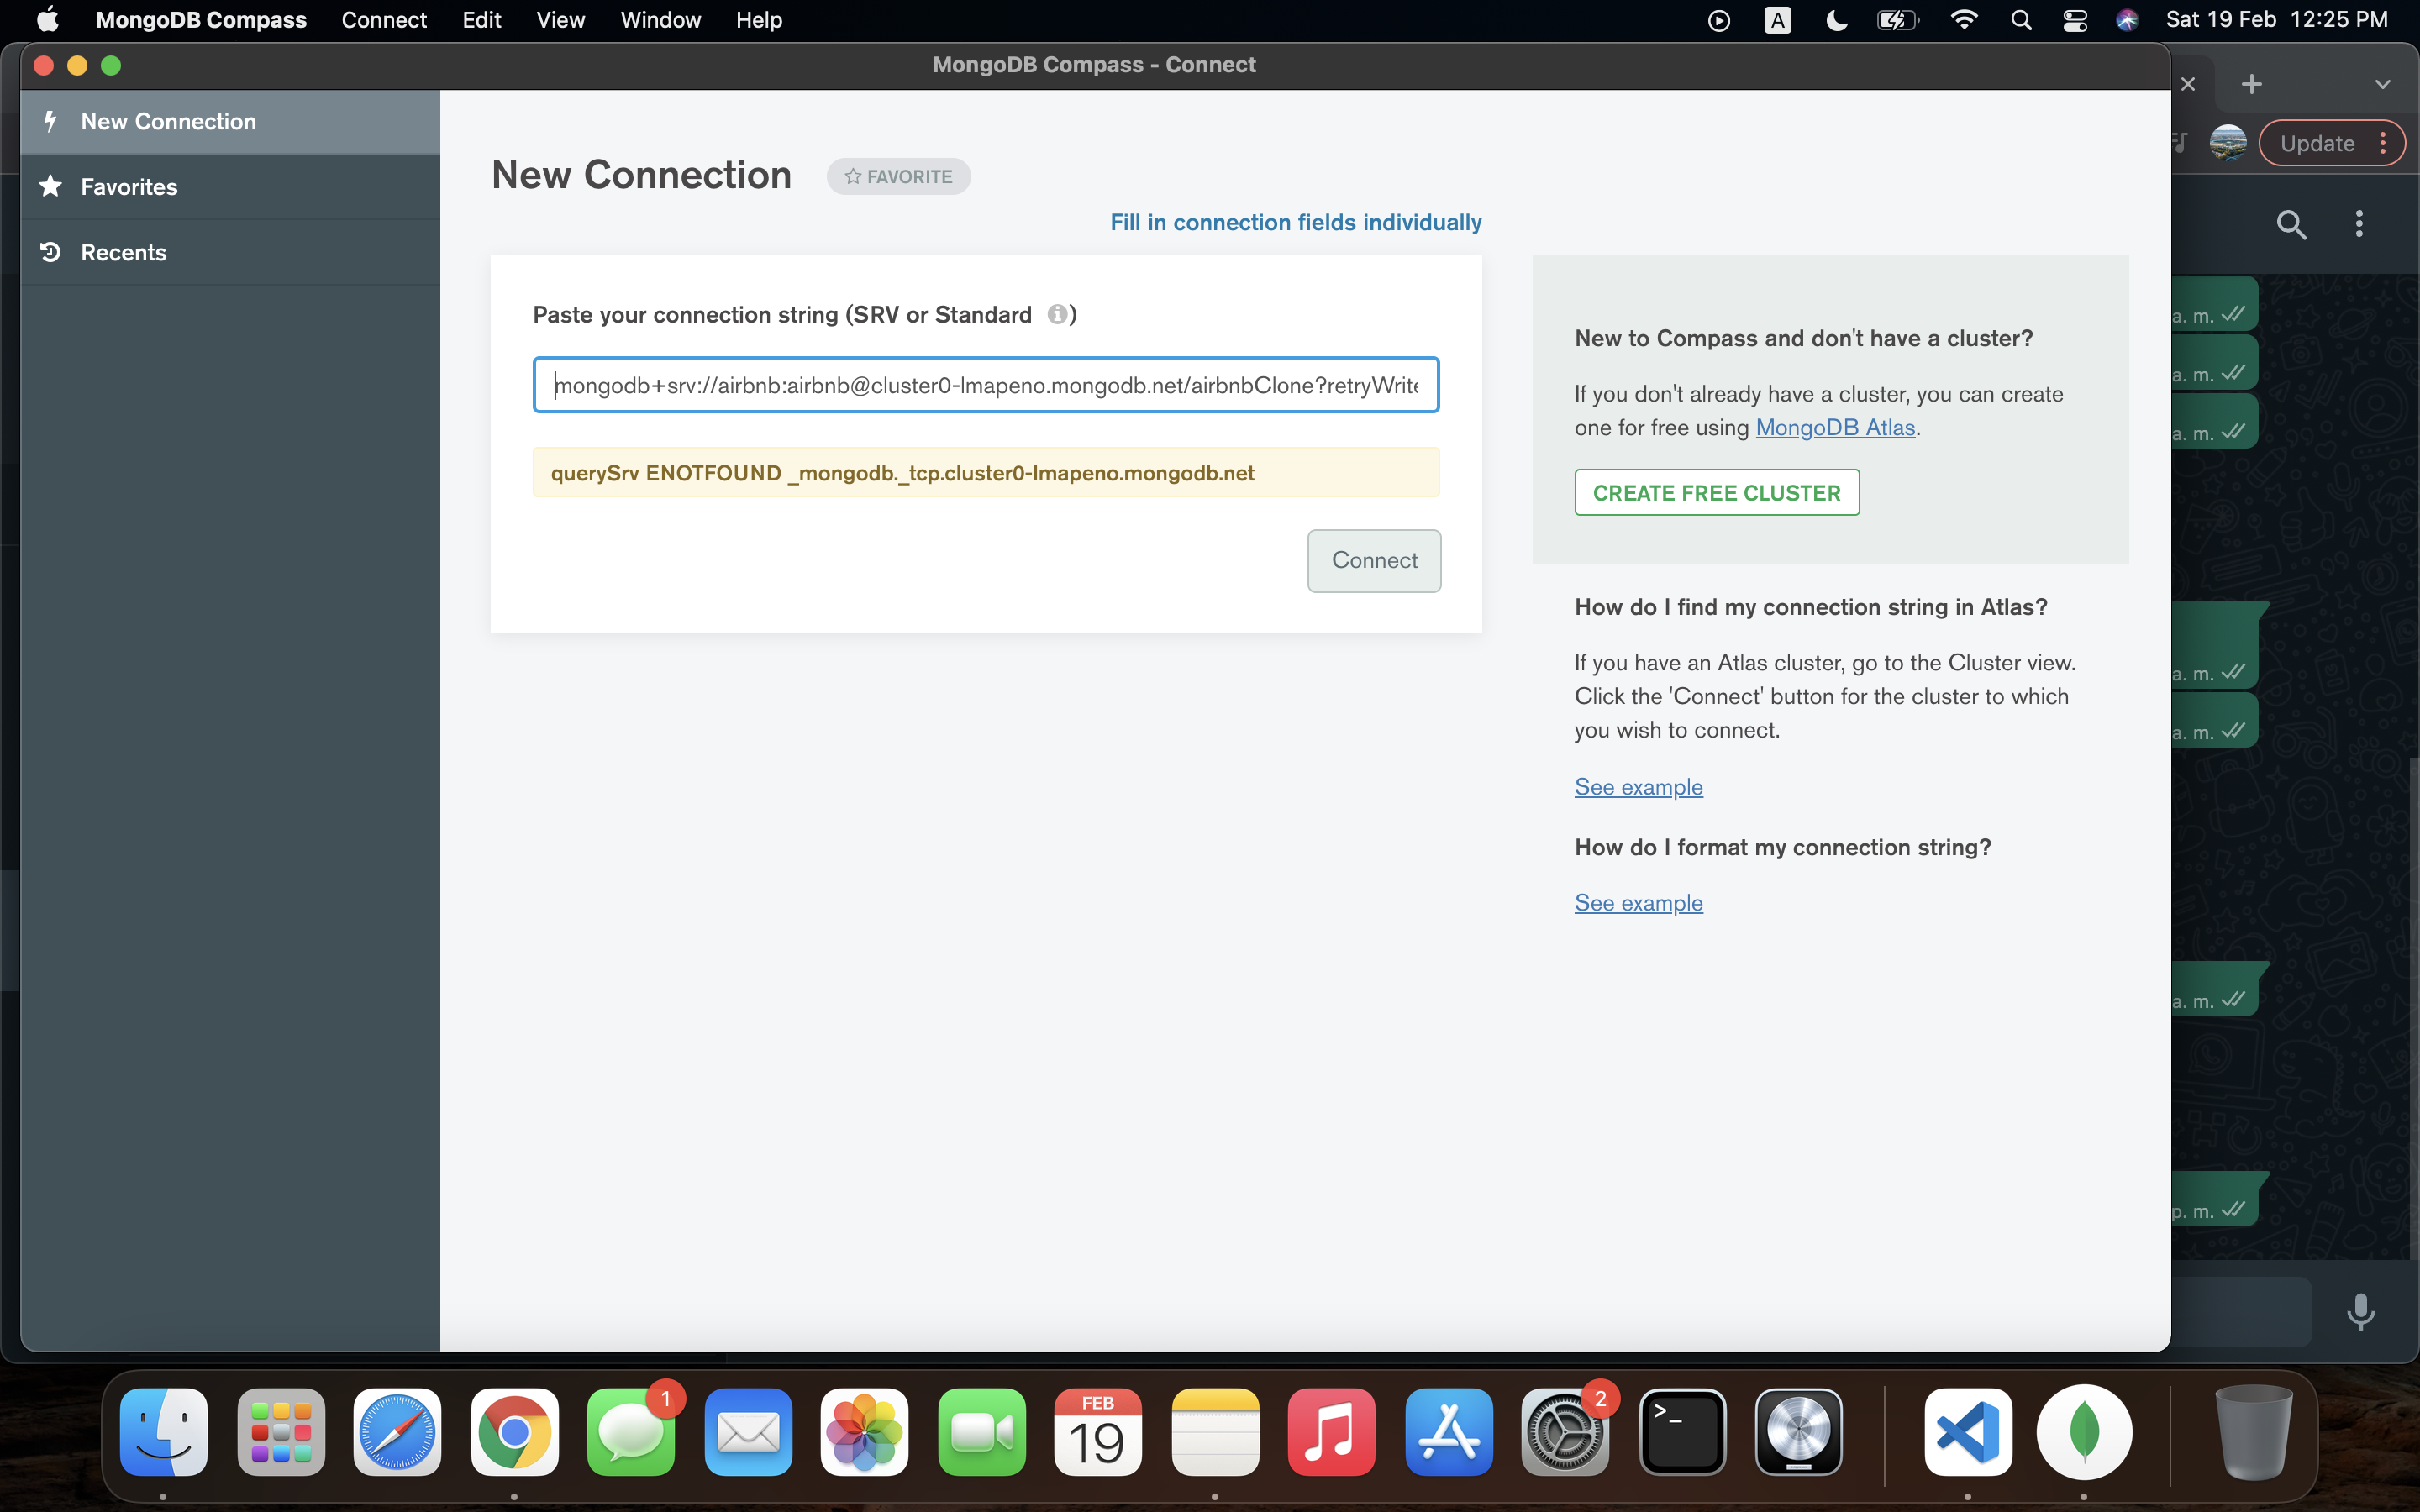 MongoDB Compass Connect Edit View Window Help
A
Sat 19 Feb 12:25 PM
MongoDB Compass - Connect
New Connection
Favorites
Recents
Update
New Connection
FAVORITE
Fill in connection fields individually
Paste your connection string (SRV or Standard i)
mongodb+srv://airbnb:airbnb@cluster0-lmapeno.mongodb.net/airbnbClone?retryWrite
querySrv ENOTFOUND _mongodb._tcp.cluster0-lmapeno.mongodb.net
Connect
New to Compass and don't have a cluster?
If you don't already have a cluster, you can create
one for free using MongoDB Atlas.
CREATE FREE CLUSTER
How do I find my connection string in Atlas?
If you have an Atlas cluster, go to the Cluster view.
Click the 'Connect' button for the cluster to which
you wish to connect.
See example
How do I format my connection string?
See example
a. m.
a. m.
a. m.
a. m.
a. m.
a. m.
p. m.
1
FEB
19
2
>_